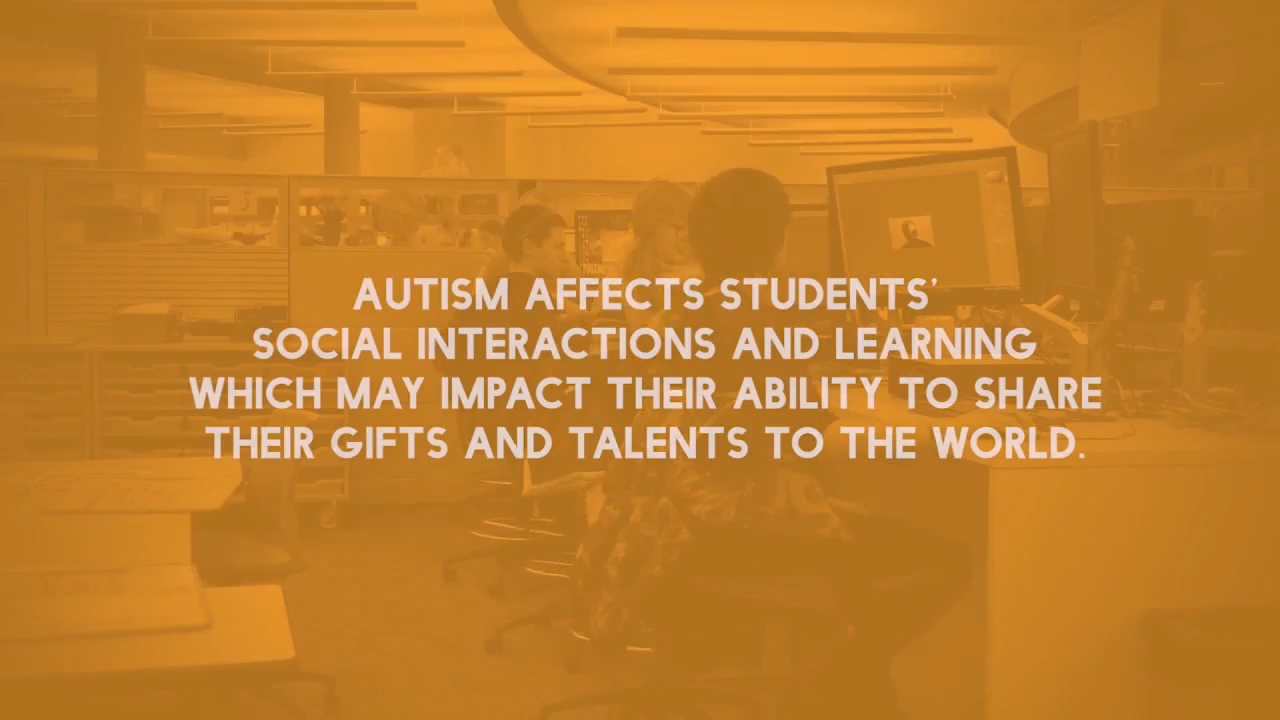 AUTISM AFFECTS STUDENTS'
SOCIAL INTERACTIONS AND LEARNING
WHICH MAY IMPACT THEIR ABILITY TO SHARE
THEIR GIFTS AND TALENTS TO THE WORLD.